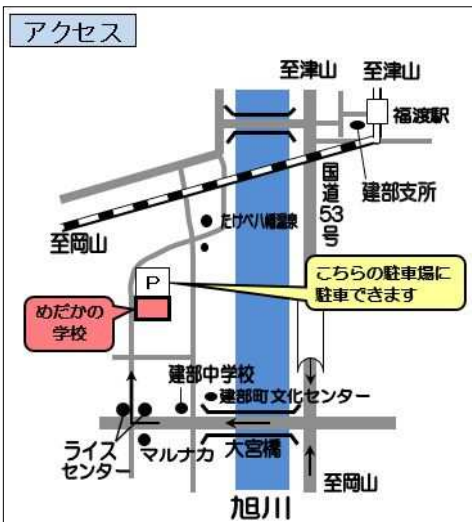 アクセス
至津山
至津山
福渡駅
建部支所
国道53号
至岡山
たけべ八幡温泉
P
こちらの駐車場に
駐車できます
めだかの
学校
建部中学校
建部町文化センター
ライス
センター
マルナカ
大宮橋
至岡山
旭川